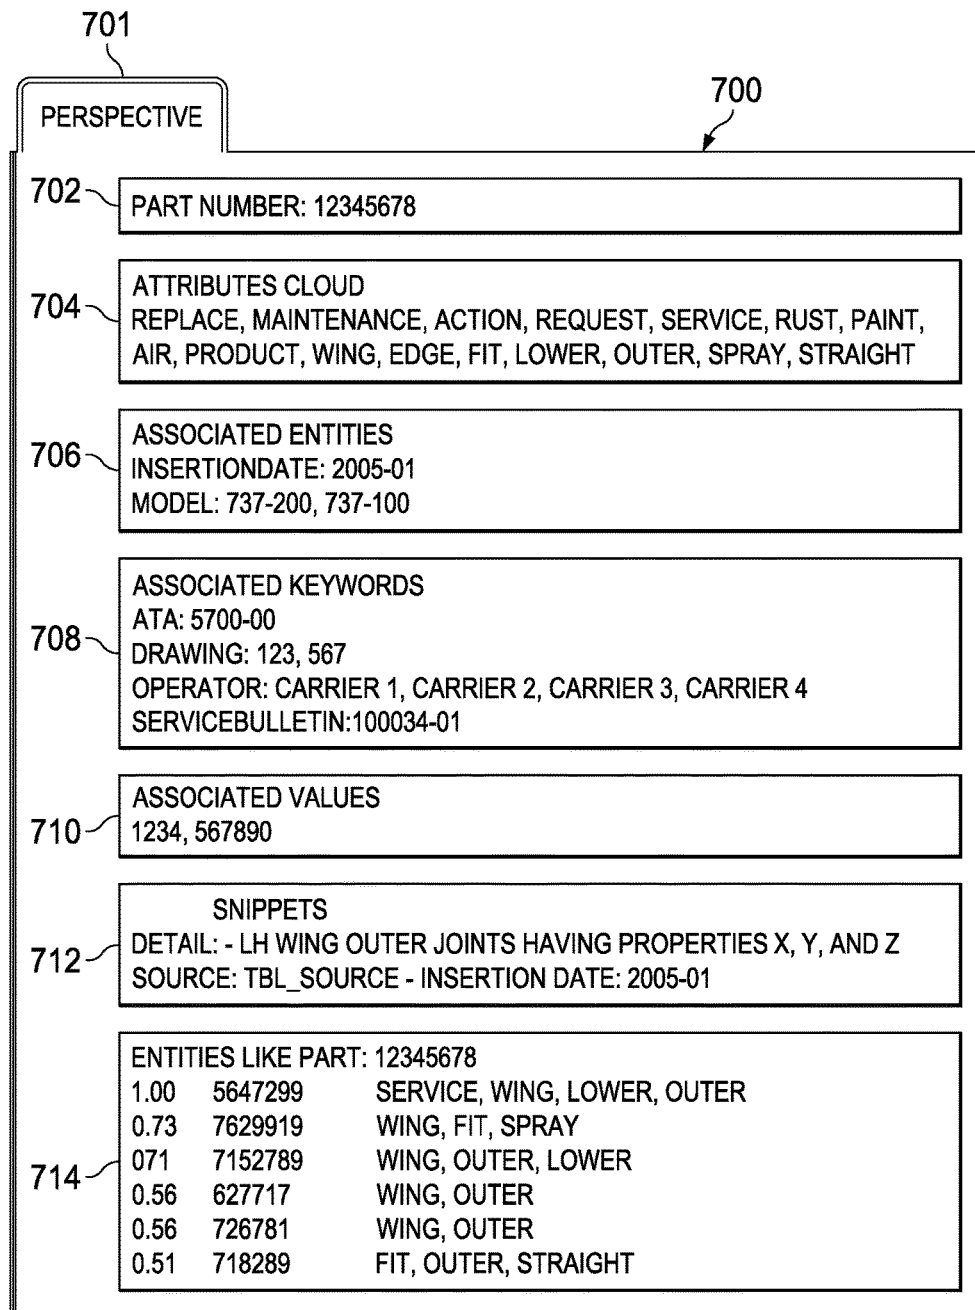 701
PERSPECTIVE
700
702
PART NUMBER: 12345678
704
ATTRIBUTES CLOUD
REPLACE, MAINTENANCE, ACTION, REQUEST, SERVICE, RUST, PAINT,
AIR, PRODUCT, WING, EDGE, FIT, LOWER, OUTER, SPRAY, STRAIGHT
706
ASSOCIATED ENTITIES
INSERTIONDATE: 2005-01
MODEL: 737-200, 737-100
708
ASSOCIATED KEYWORDS
ATA: 5700-00
DRAWING: 123, 567
OPERATOR: CARRIER 1, CARRIER 2, CARRIER 3, CARRIER 4
SERVICEBULLETIN:100034-01
710
ASSOCIATED VALUES
1234, 567890
712
SNIPPETS
DETAIL: - LH WING OUTER JOINTS HAVING PROPERTIES X, Y, AND Z
SOURCE: TBL_SOURCE - INSERTION DATE: 2005-01
714
ENTITIES LIKE PART: 12345678
1.00 5647299 SERVICE, WING, LOWER, OUTER
0.73 7629919 WING, FIT, SPRAY
071 7152789 WING, OUTER, LOWER
0.56 627717 WING, OUTER
0.56 726781 WING, OUTER
0.51 718289 FIT, OUTER, STRAIGHT